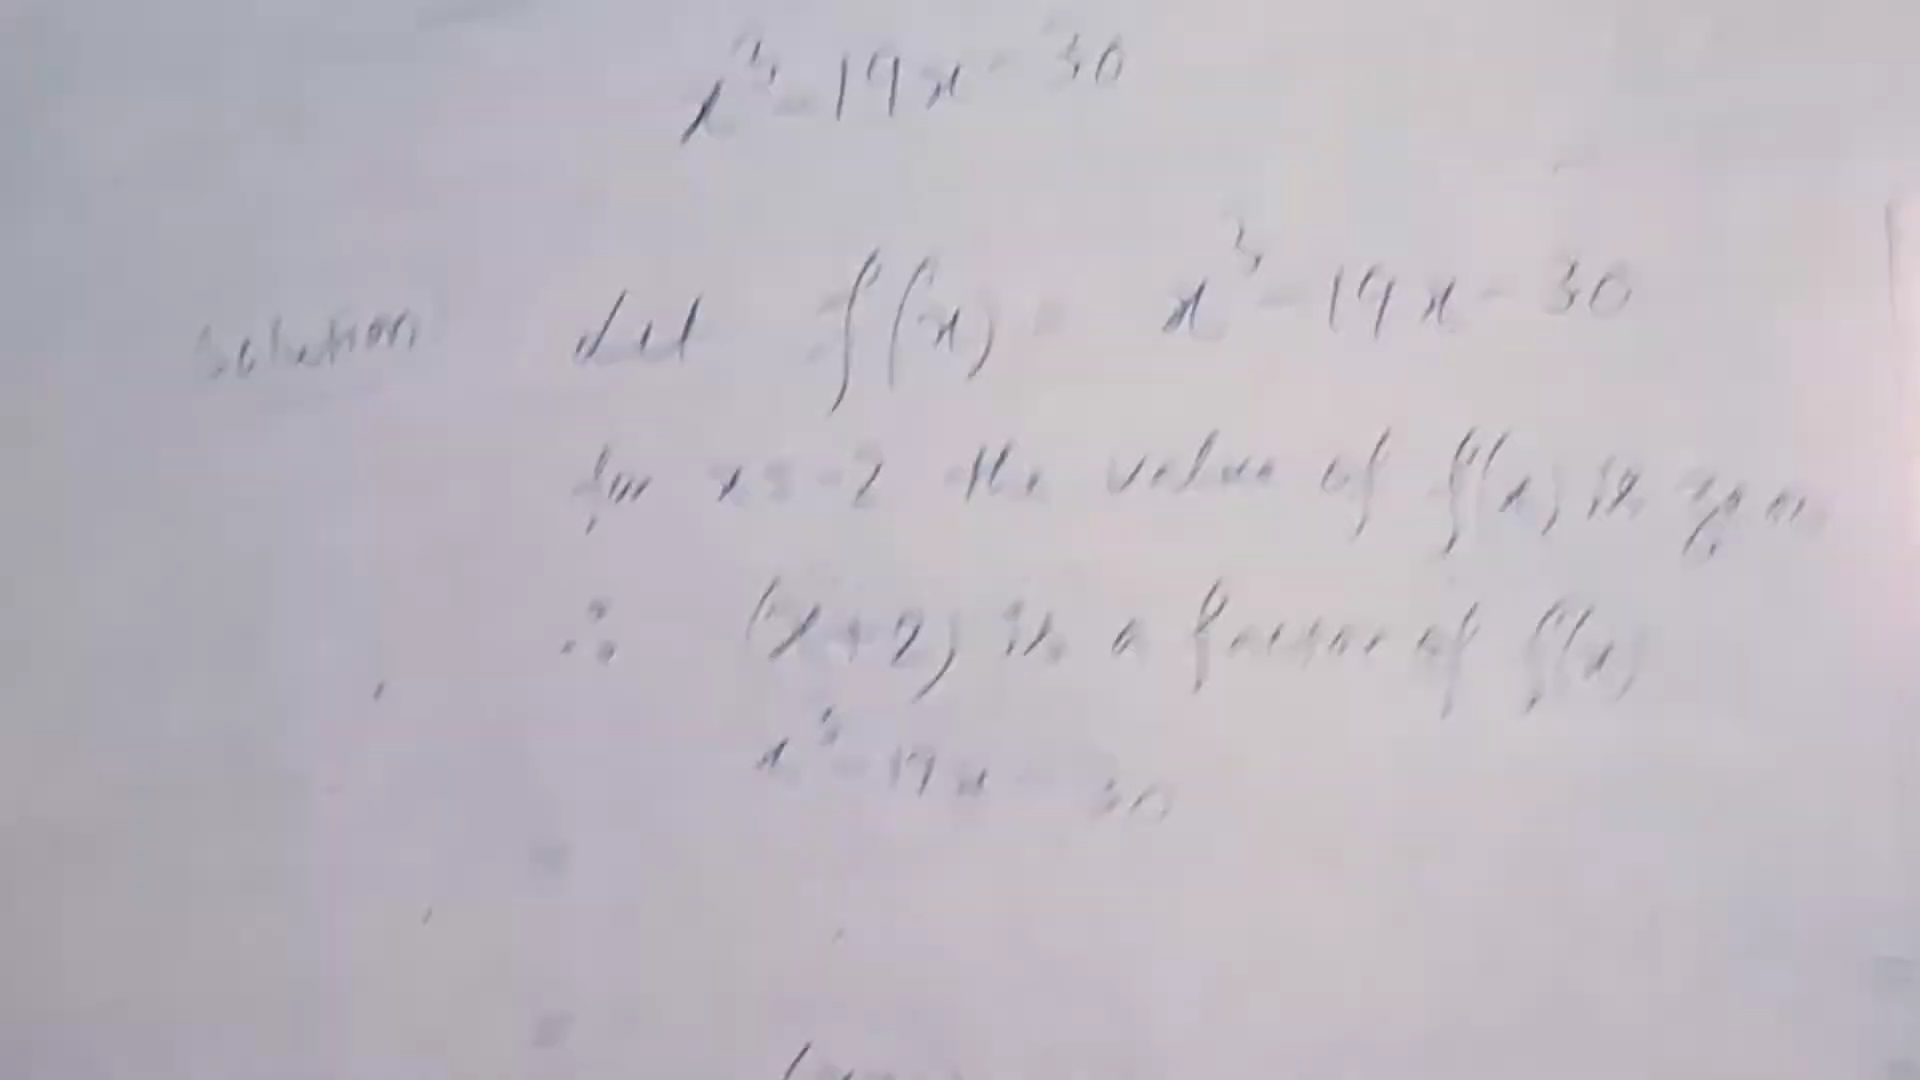 x³-19x-30
Solution Let f(x) = x³-19x-30
for x=-2 the value of f(x) is zero
∴ (x+2) is a factor of f(x)
x³-19x-30
=
=